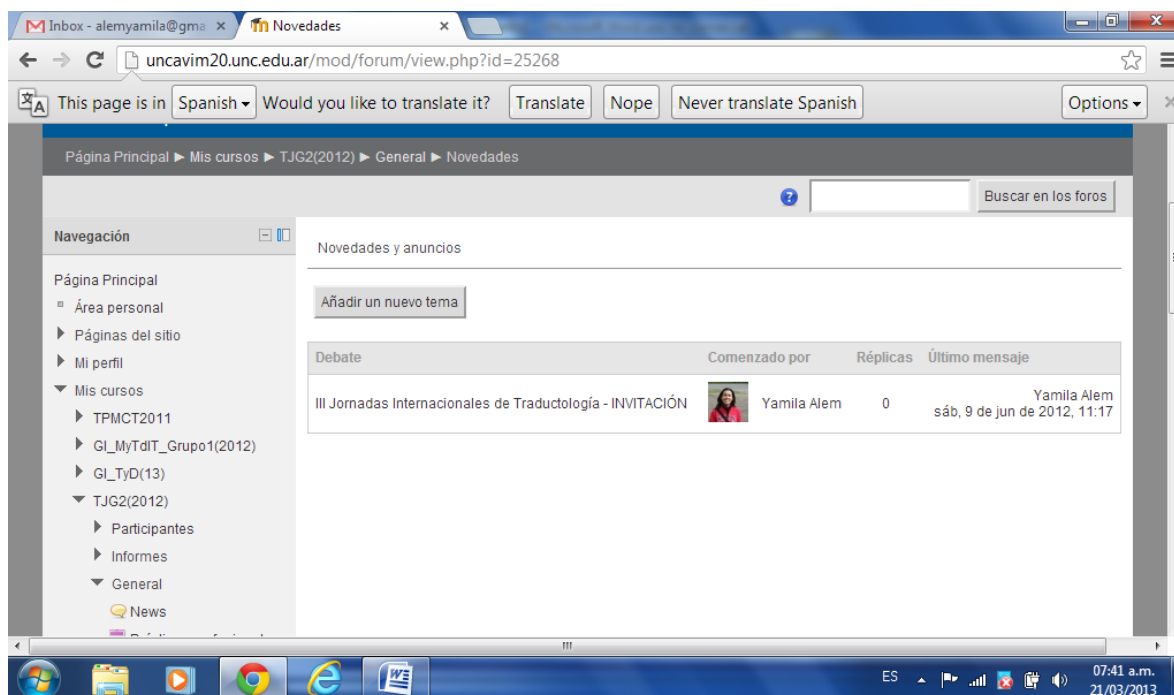 Inbox - alemyamila@gma
Novedades
uncavim20.unc.edu.ar/mod/forum/view.php?id=25268
This page is in Spanish Would you like to translate it? Translate Nope Never translate Spanish Options
Página Principal ► Mis cursos ► TJG2(2012) ► General ► Novedades
Buscar en los foros
Navegación
Página Principal
Área personal
Páginas del sitio
Mi perfil
Mis cursos
TPMCT2011
GI_MyTdIT_Grupo1(2012)
GI_TyD(13)
TJG2(2012)
Participantes
Informes
General
News
Novedades y anuncios
Añadir un nuevo tema
Debate Comenzado por Réplicas Último mensaje
III Jornadas Internacionales de Traductología - INVITACIÓN Yamila Alem 0 Yamila Alem
sáb, 9 de jun de 2012, 11:17
ES 07:41 a.m.
21/03/2013